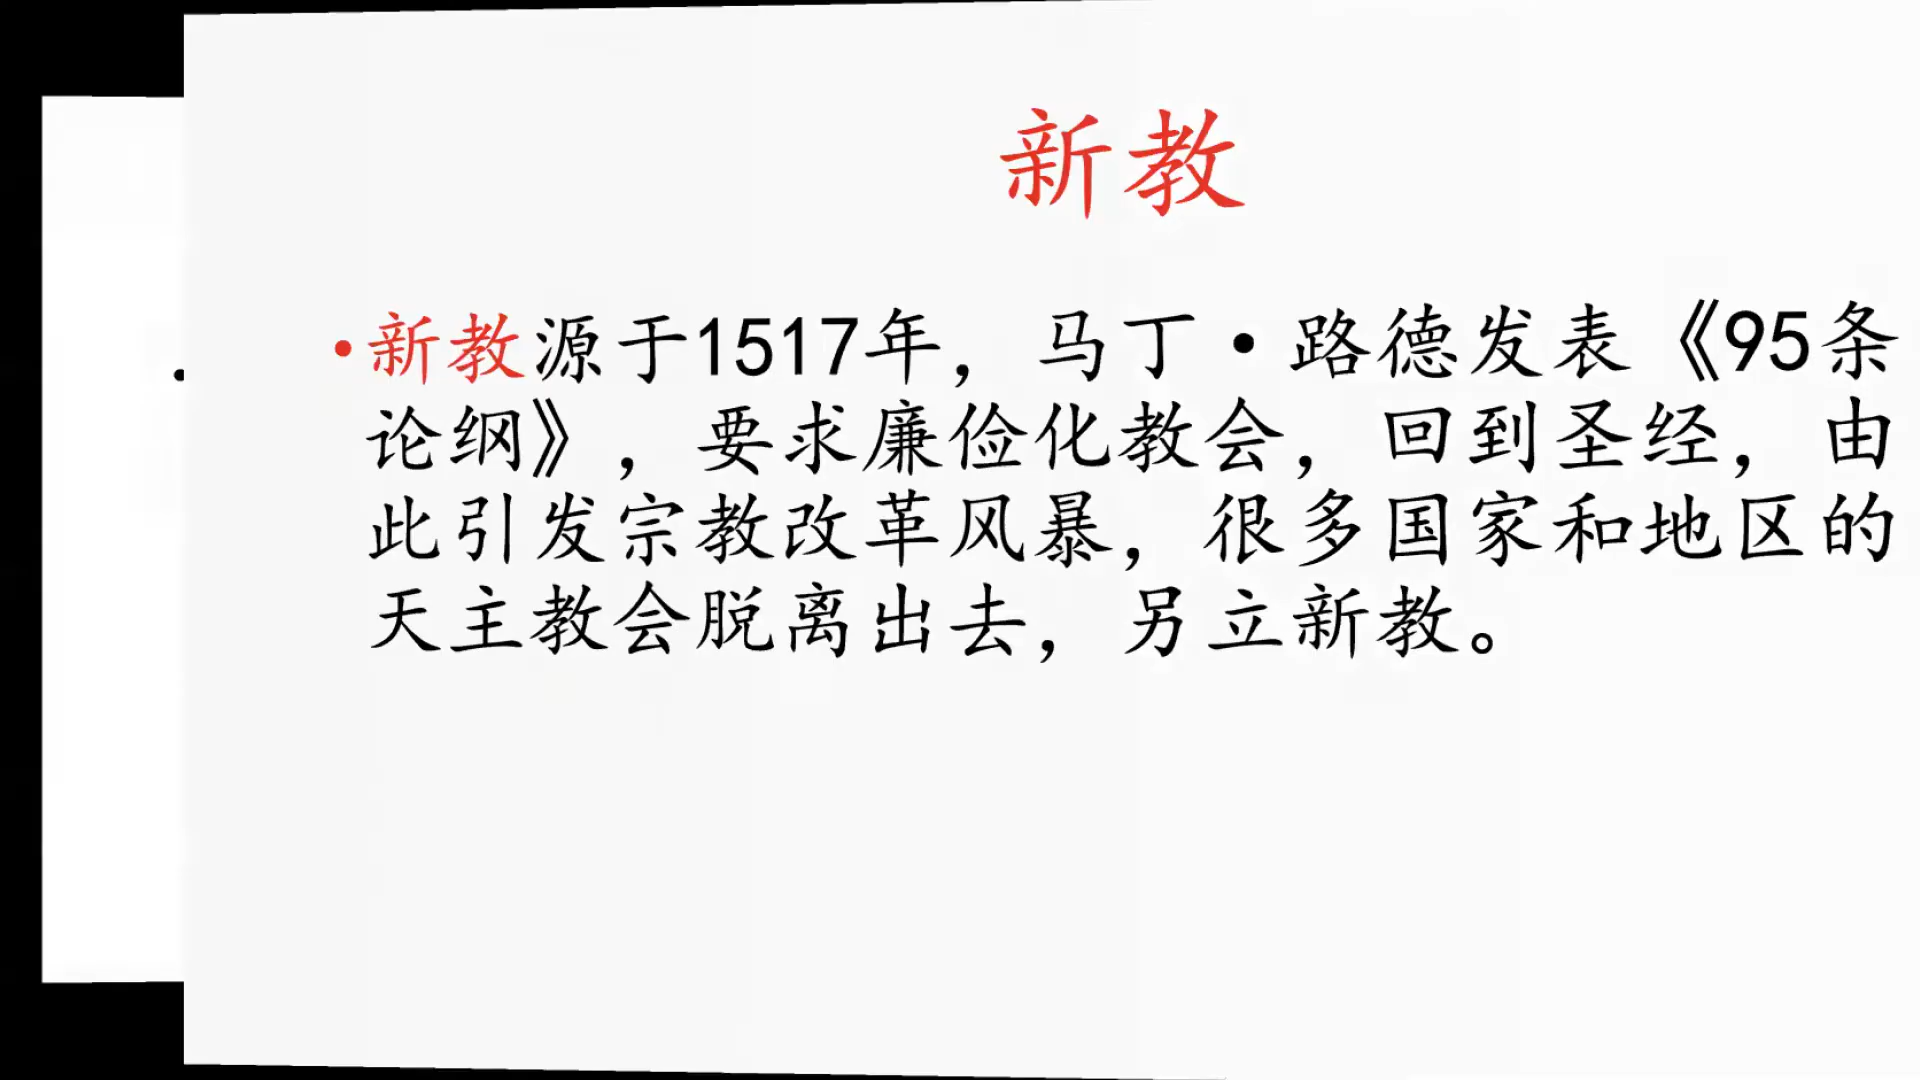 新教
•新教源于1517年，马丁•路德发表《95条
论纲》，要求廉俭化教会，回到圣经，由
此引发宗教改革风暴，很多国家和地区的
天主教会脱离出去，另立新教。